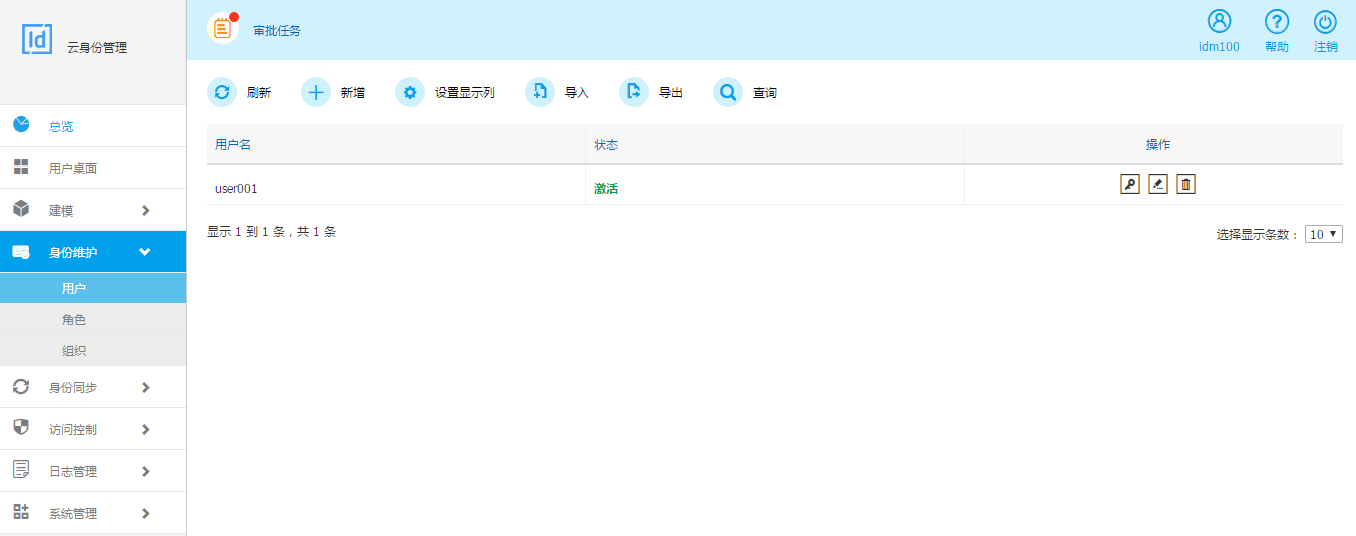 Id 云身份管理
审批任务
idm100 帮助 注销
总览
用户桌面
建模
身份维护
用户
角色
组织
身份同步
访问控制
日志管理
系统管理
刷新 新增 设置显示列 导入 导出 查询
用户名 状态 操作
user001 激活
显示 1 到 1 条，共 1 条
选择显示条数： 10